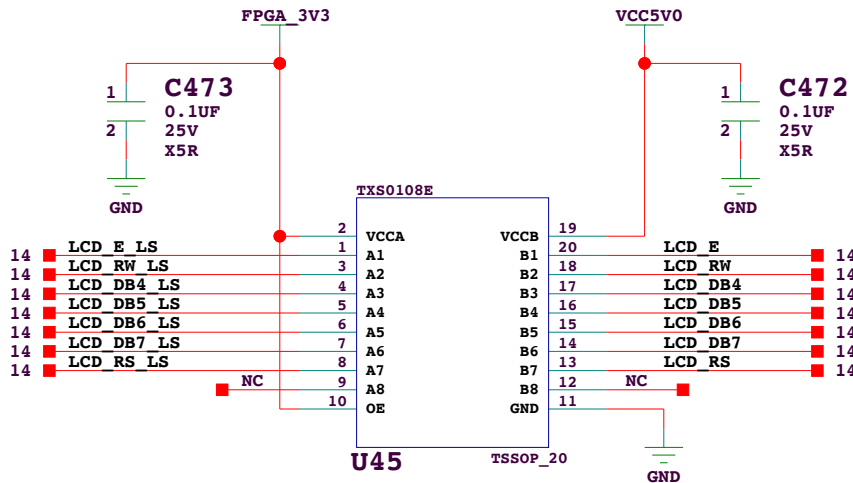 FPGA_3V3 VCC5V0
1 C473 1 C472
0.1UF 0.1UF
2 25V 2 25V
X5R X5R
GND GND
TXS0108E
2 VCCA VCCB 19
14 LCD_E_LS 1 A1 B1 20 LCD_E 14
14 LCD_RW_LS 3 A2 B2 18 LCD_RW 14
14 LCD_DB4_LS 4 A3 B3 17 LCD_DB4 14
14 LCD_DB5_LS 5 A4 B4 16 LCD_DB5 14
14 LCD_DB6_LS 6 A5 B5 15 LCD_DB6 14
14 LCD_DB7_LS 7 A6 B6 14 LCD_DB7 14
14 LCD_RS_LS 8 A7 B7 13 LCD_RS 14
NC 9 A8 B8 12 NC
10 OE GND 11
U45 TSSOP_20
GND